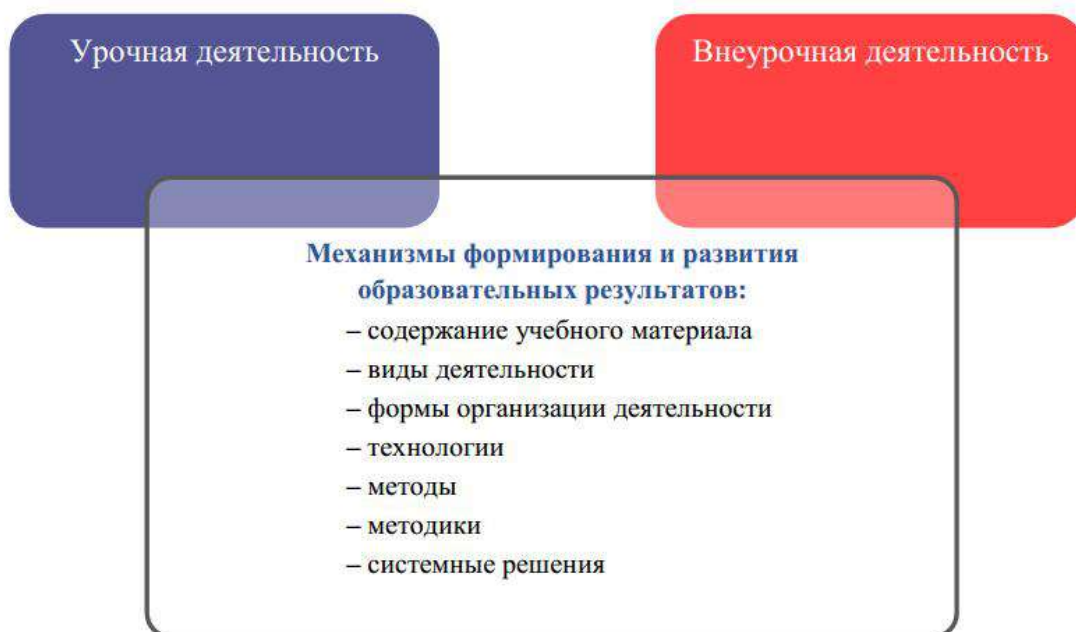 Урочная деятельность
Внеурочная деятельность
Механизмы формирования и развития
образовательных результатов:
– содержание учебного материала
– виды деятельности
– формы организации деятельности
– технологии
– методы
– методики
– системные решения